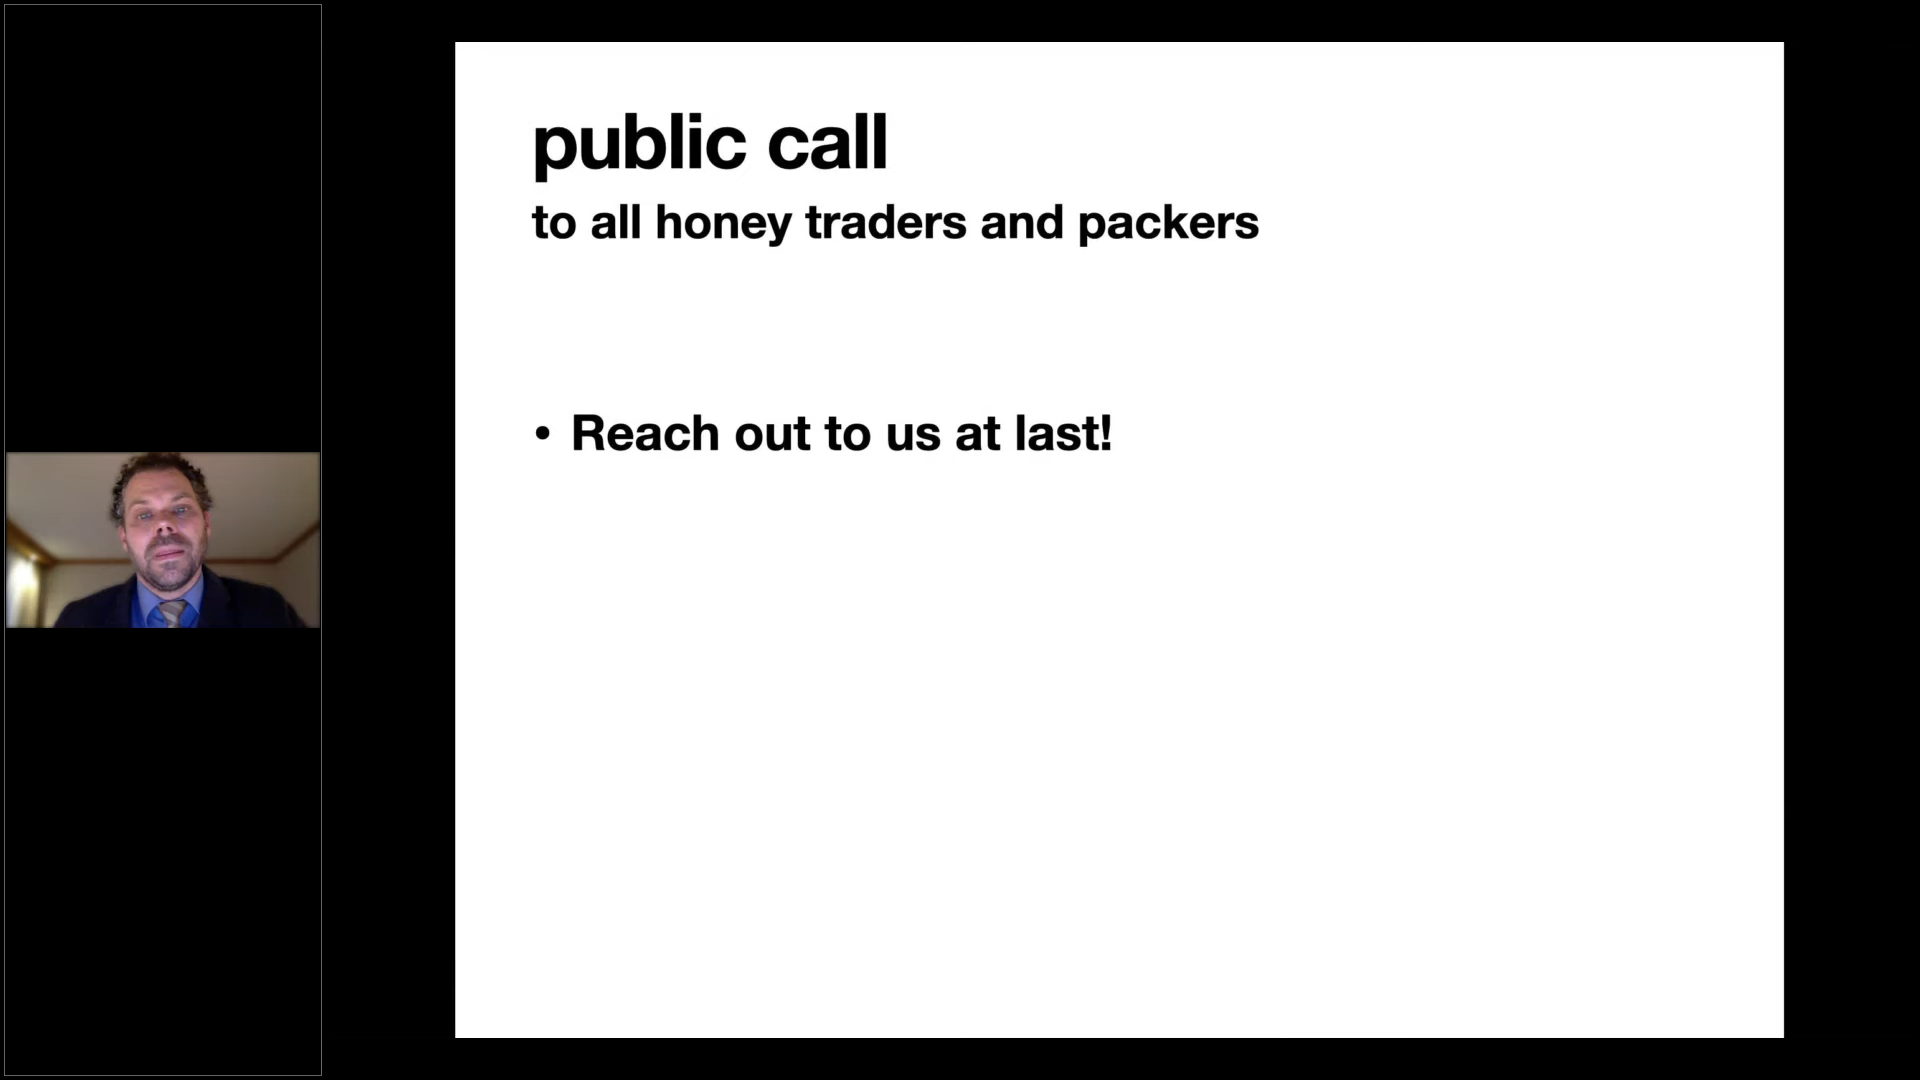 public call
to all honey traders and packers
• Reach out to us at last!